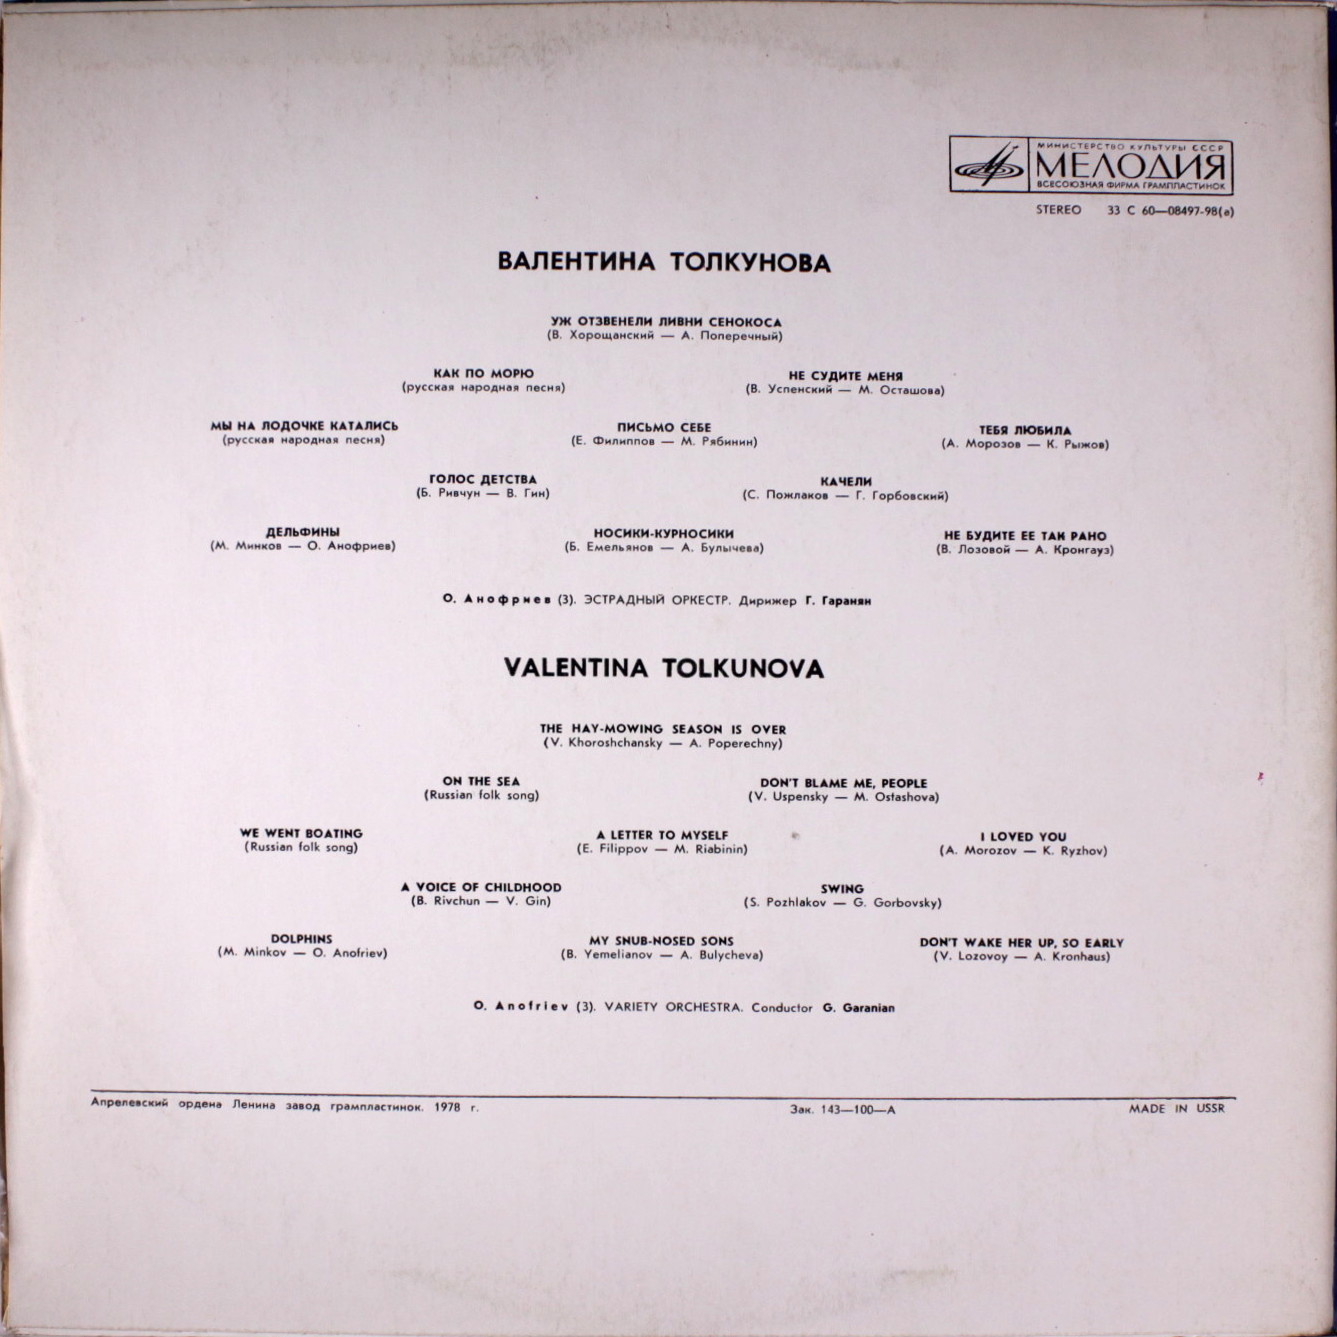 МИНИСТЕРСТВО КУЛЬТУРЫ СССР
МЕЛОДИЯ
ВСЕСОЮЗНАЯ ФИРМА ГРАМПЛАСТИНОК
STEREO 33 С 60—08497-98(а)
ВАЛЕНТИНА ТОЛКУНОВА
УЖ ОТЗВЕНЕЛИ ЛИВНИ СЕНОКОСА
(В. Хорощанский — А. Поперечный)
КАК ПО МОРЮ НЕ СУДИТЕ МЕНЯ
(русская народная песня) (В. Успенский — М. Осташова)
МЫ НА ЛОДОЧКЕ КАТАЛИСЬ ПИСЬМО СЕБЕ ТЕБЯ ЛЮБИЛА
(русская народная песня) (Е. Филиппов — М. Рябинин) (А. Морозов — К. Рыжов)
ГОЛОС ДЕТСТВА КАЧЕЛИ
(Б. Ривчун — В. Гин) (С. Пожлаков — Г. Горбовский)
ДЕЛЬФИНЫ НОСИКИ-КУРНОСИКИ НЕ БУДИТЕ ЕЕ ТАК РАНО
(М. Минков — О. Анофриев) (Б. Емельянов — А. Булычева) (В. Лозовой — А. Кронгауз)
О. Анофриев (3). ЭСТРАДНЫЙ ОРКЕСТР. Дирижер Г. Гаранян
VALENTINA TOLKUNOVA
THE HAY-MOWING SEASON IS OVER
(V. Khoroshchansky — A. Poperechny)
ON THE SEA DON'T BLAME ME, PEOPLE
(Russian folk song) (V. Uspensky — M. Ostashova)
WE WENT BOATING A LETTER TO MYSELF I LOVED YOU
(Russian folk song) (E. Filippov — M. Riabinin) (A. Morozov — K. Ryzhov)
A VOICE OF CHILDHOOD SWING
(B. Rivchun — V. Gin) (S. Pozhlakov — G. Gorbovsky)
DOLPHINS MY SNUB-NOSED SONS DON'T WAKE HER UP, SO EARLY
(M. Minkov — O. Anofriev) (B. Yemelianov — A. Bulycheva) (V. Lozovoy — A. Kronhaus)
O. Anofriev (3). VARIETY ORCHESTRA. Conductor G. Garanian
Апрелевский ордена Ленина завод грампластинок. 1978 г. Зак. 143—100—А MADE IN USSR